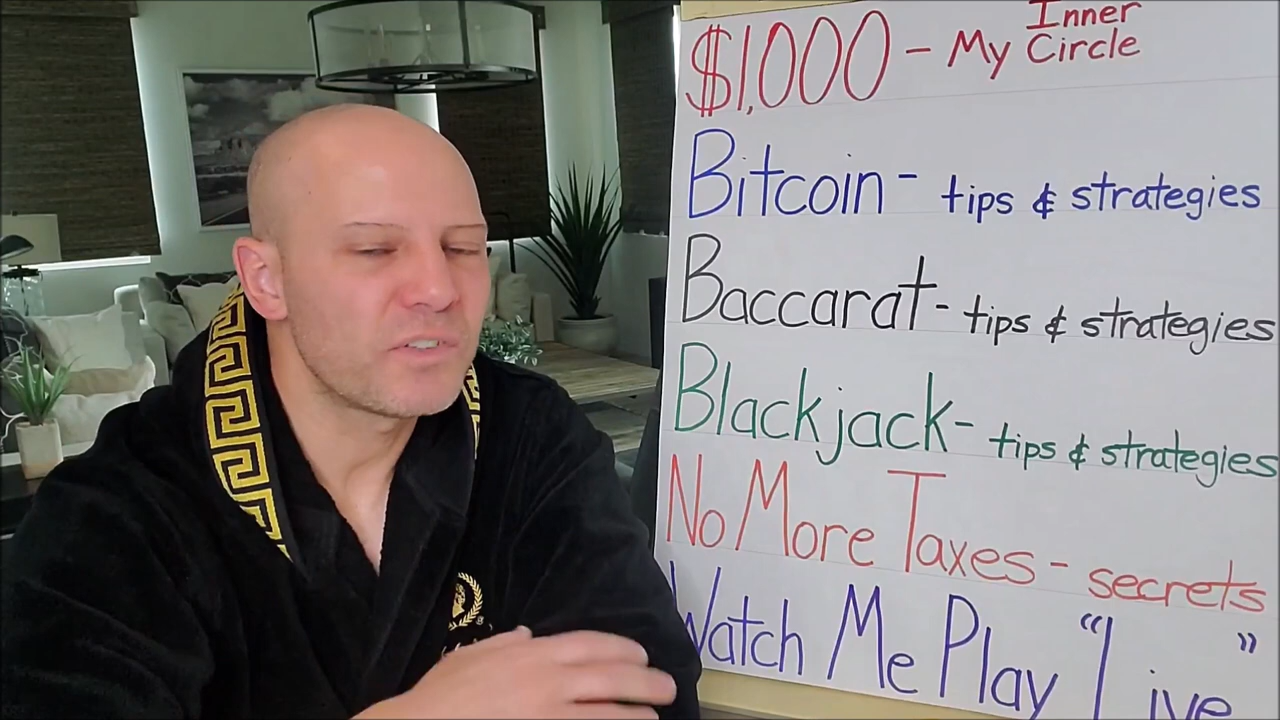 $1,000 - My Inner Circle
Bitcoin - tips & strategies
Baccarat - tips & strategies
Blackjack - tips & strategies
No More Taxes - secrets
Watch Me Play "Live"